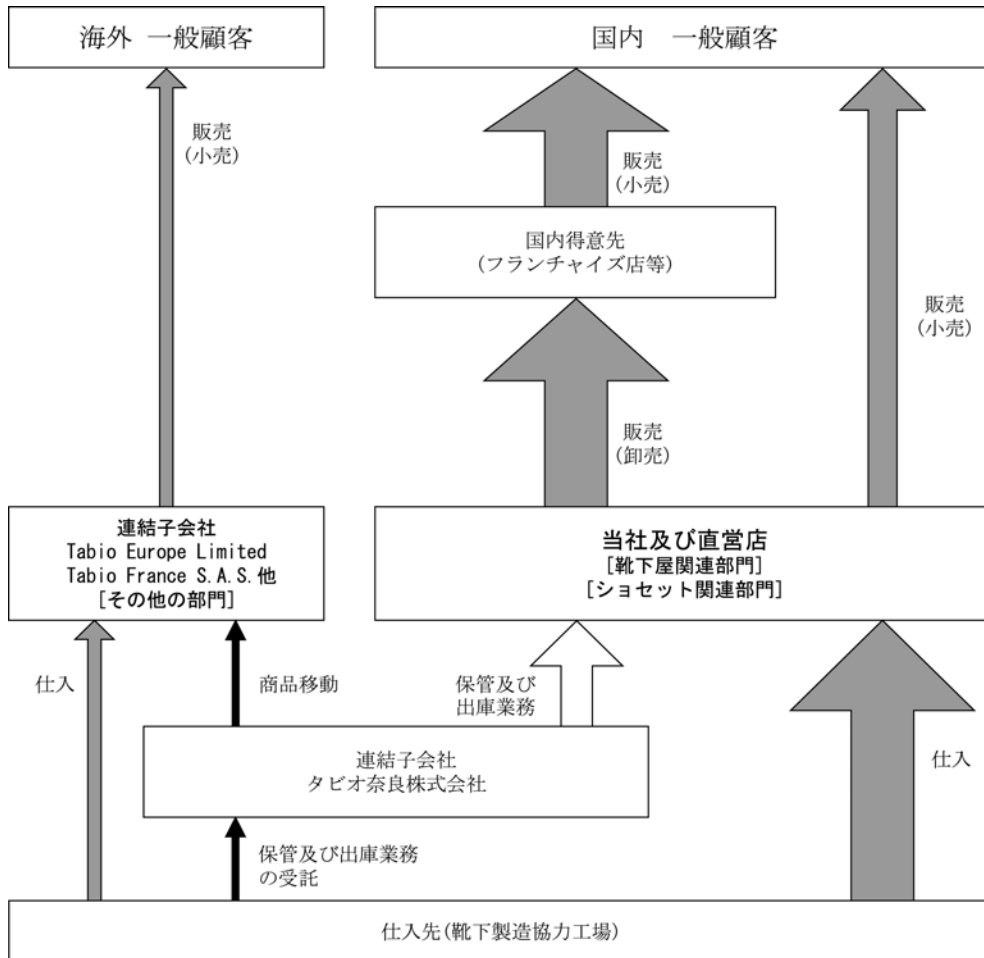 海外 一般顧客
国内 一般顧客
販売
(小売)
販売
(小売)
国内得意先
(フランチャイズ店等)
販売
(小売)
販売
(卸売)
連結子会社
Tabio Europe Limited
Tabio France S.A.S.他
[その他の部門]
当社及び直営店
[靴下屋関連部門]
[ショセット関連部門]
仕入
商品移動
保管及び
出庫業務
仕入
連結子会社
タビオ奈良株式会社
保管及び出庫業務
の受託
仕入先(靴下製造協力工場)